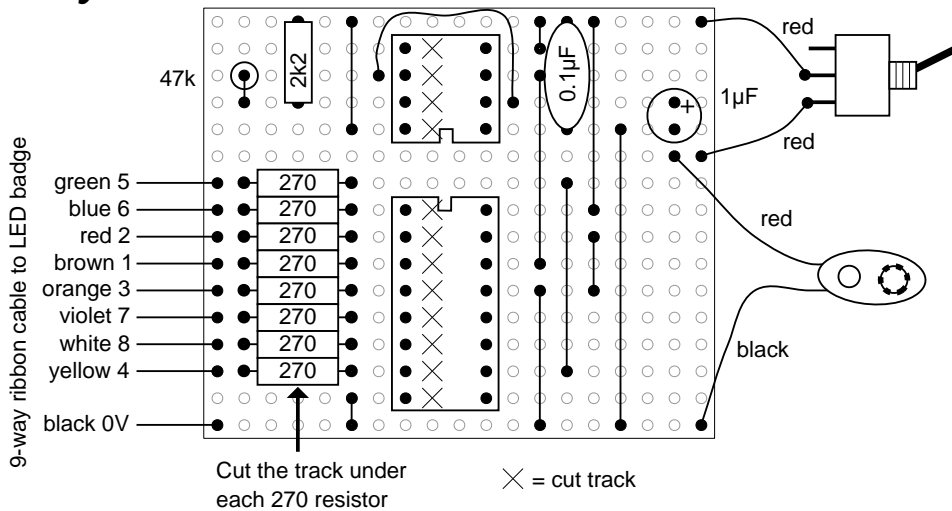 red
47k
2k2
0.1µF
1µF
+
red
9-way ribbon cable to LED badge
green 5
270
blue 6
270
red 2
270
red
brown 1
270
orange 3
270
violet 7
270
white 8
270
black
yellow 4
270
black 0V
Cut the track under
each 270 resistor
= cut track